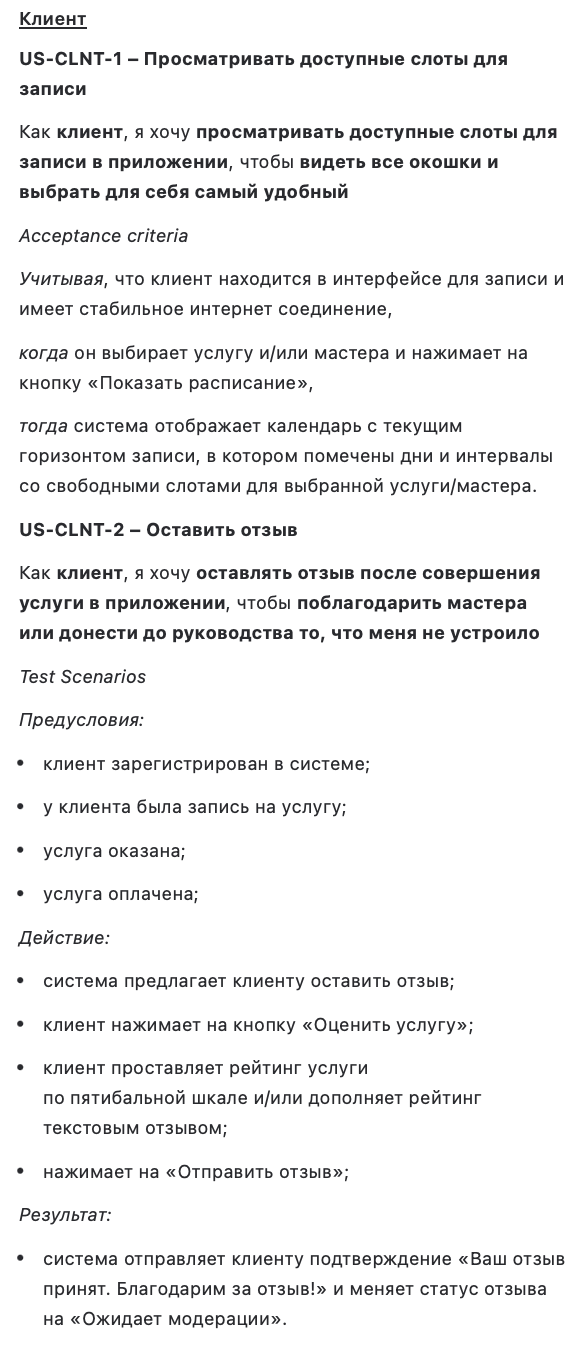 Клиент
US-CLNT-1 – Просматривать доступные слоты для
записи
Как клиент, я хочу просматривать доступные слоты для
записи в приложении, чтобы видеть все окошки и
выбрать для себя самый удобный
Acceptance criteria
Учитывая, что клиент находится в интерфейсе для записи и
имеет стабильное интернет соединение,
когда он выбирает услугу и/или мастера и нажимает на
кнопку «Показать расписание»,
тогда система отображает календарь с текущим
горизонтом записи, в котором помечены дни и интервалы
со свободными слотами для выбранной услуги/мастера.
US-CLNT-2 – Оставить отзыв
Как клиент, я хочу оставлять отзыв после совершения
услуги в приложении, чтобы поблагодарить мастера
или донести до руководства то, что меня не устроило
Test Scenarios
Предусловия:
• клиент зарегистрирован в системе;
• у клиента была запись на услугу;
• услуга оказана;
• услуга оплачена;
Действие:
• система предлагает клиенту оставить отзыв;
• клиент нажимает на кнопку «Оценить услугу»;
• клиент проставляет рейтинг услуги
по пятибальной шкале и/или дополняет рейтинг
текстовым отзывом;
• нажимает на «Отправить отзыв»;
Результат:
• система отправляет клиенту подтверждение «Ваш отзыв
принят. Благодарим за отзыв!» и меняет статус отзыва
на «Ожидает модерации».